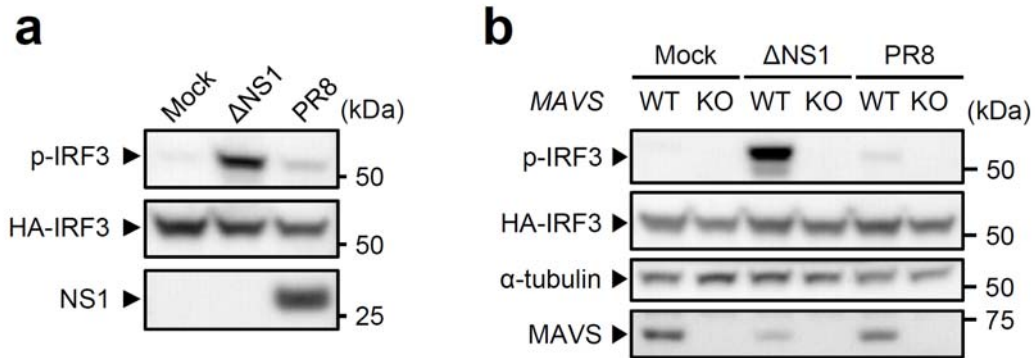 a
Mock ΔNS1 PR8 (kDa)
p-IRF3
50
HA-IRF3
50
NS1
25
b
Mock ΔNS1 PR8
MAVS WT KO WT KO WT KO (kDa)
p-IRF3
50
HA-IRF3
50
α-tubulin
50
75
MAVS